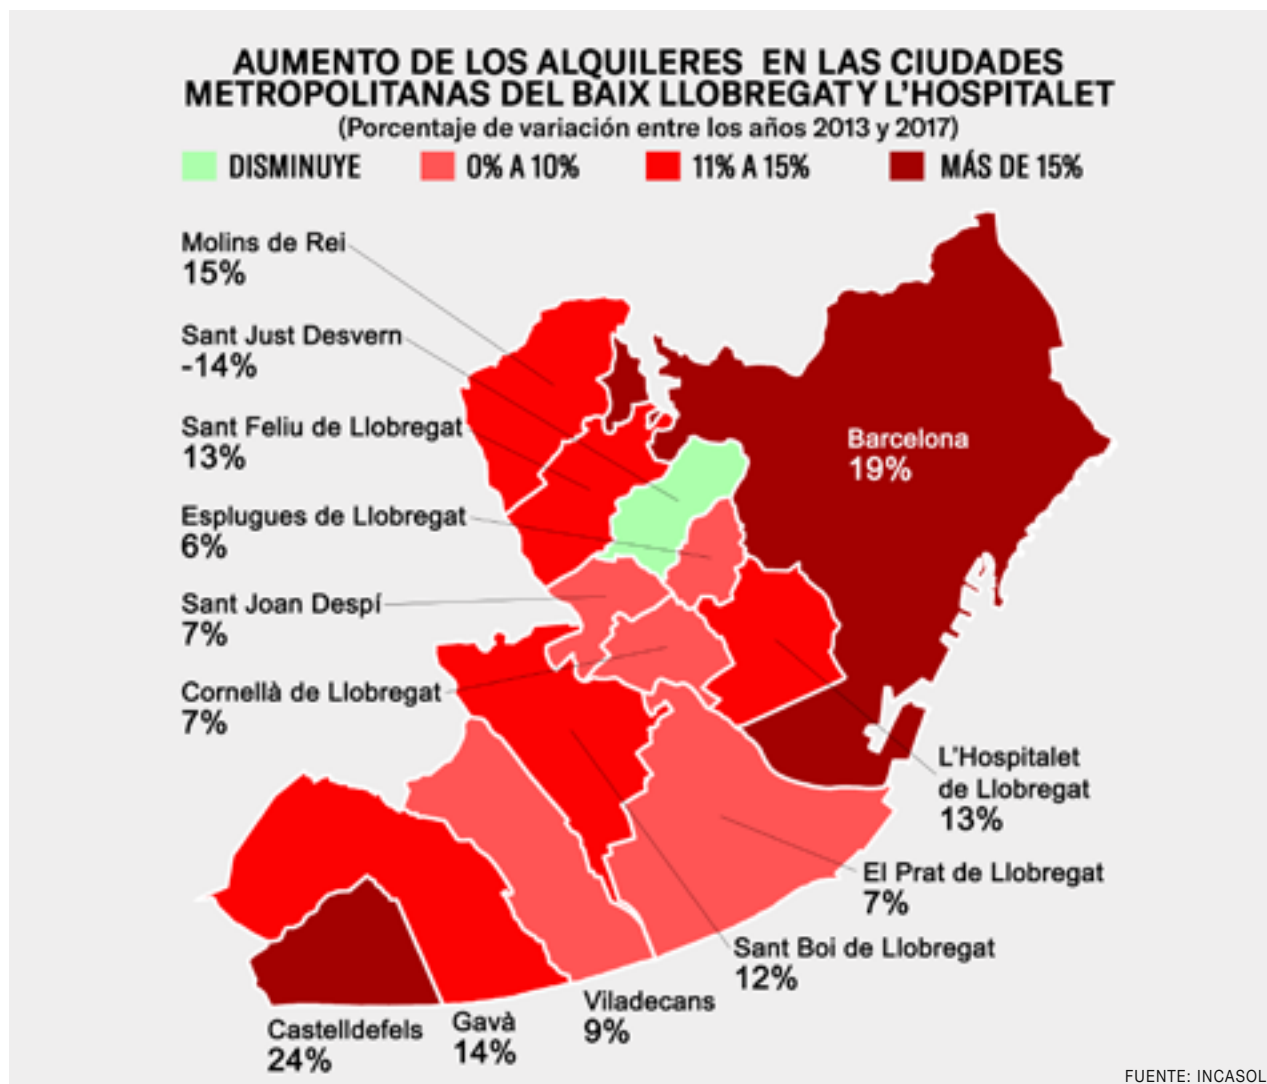 AUMENTO DE LOS ALQUILERES EN LAS CIUDADES
METROPOLITANAS DEL BAIX LLOBREGAT Y L'HOSPITALET
(Porcentaje de variación entre los años 2013 y 2017)
DISMINUYE 0% A 10% 11% A 15% MÁS DE 15%
Molins de Rei
15%
Sant Just Desvern
-14%
Sant Feliu de Llobregat
13%
Barcelona
19%
Esplugues de Llobregat
6%
Sant Joan Despí
7%
Cornellà de Llobregat
7%
L'Hospitalet
de Llobregat
13%
El Prat de Llobregat
7%
Sant Boi de Llobregat
12%
Viladecans
9%
Gavà
14%
Castelldefels
24%
FUENTE: INCASOL